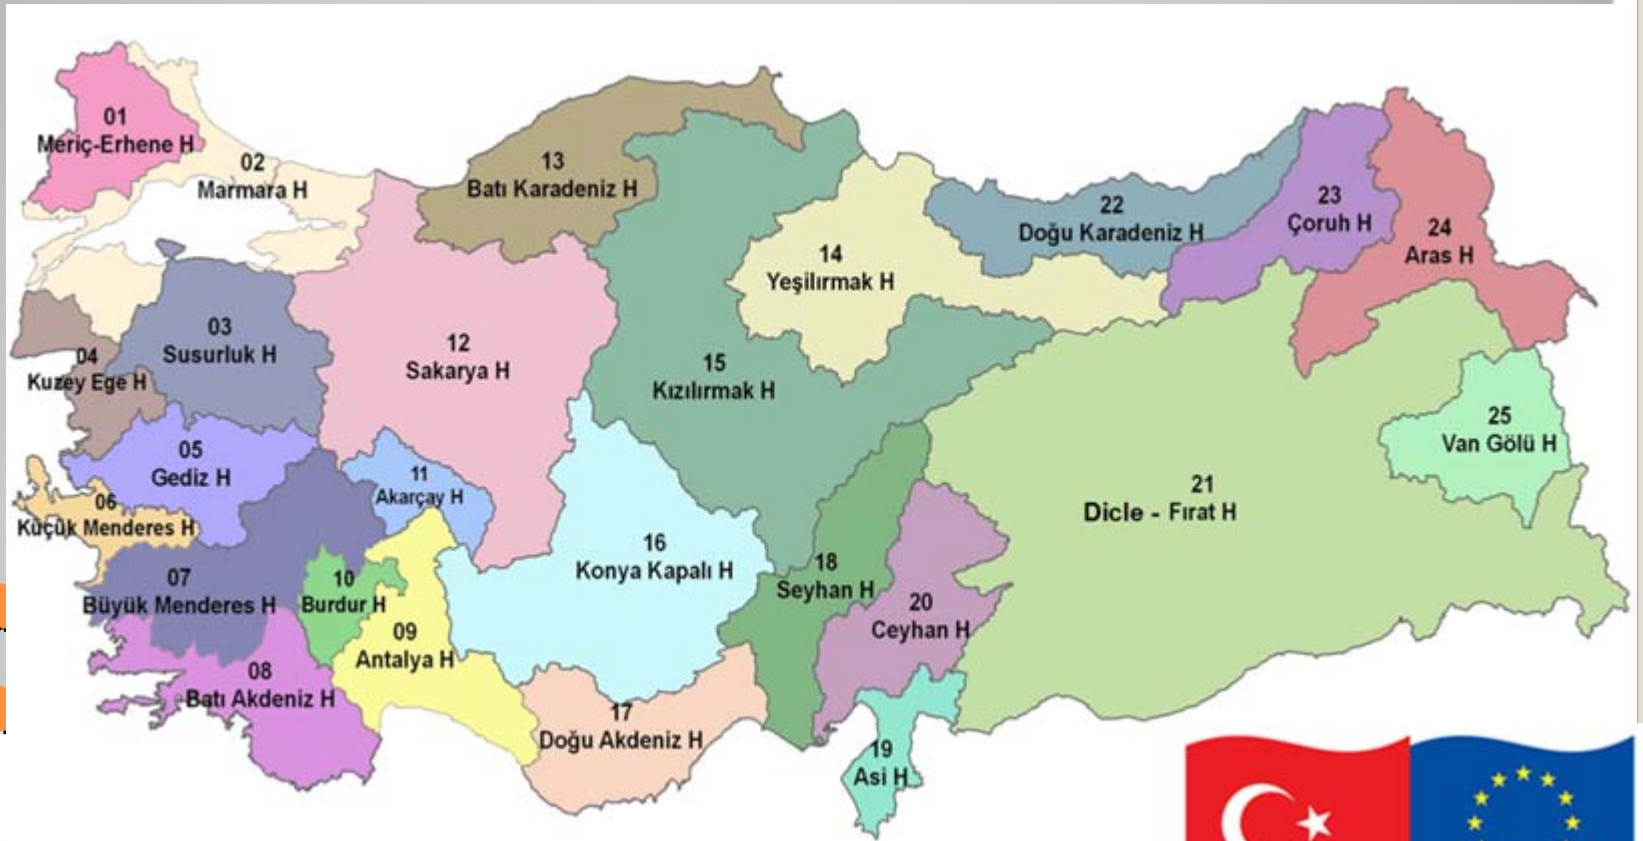 01
Meriç-Erhene H
02
Marmara H
03
Susurluk H
04
Kuzey Ege H
05
Gediz H
06
Küçük Menderes H
07
Büyük Menderes H
08
Batı Akdeniz H
09
Antalya H
10
Burdur H
11
Akarçay H
12
Sakarya H
13
Batı Karadeniz H
14
Yeşilırmak H
15
Kızılırmak H
16
Konya Kapalı H
17
Doğu Akdeniz H
18
Seyhan H
19
Asi H
20
Ceyhan H
21
Dicle - Fırat H
22
Doğu Karadeniz H
23
Çoruh H
24
Aras H
25
Van Gölü H